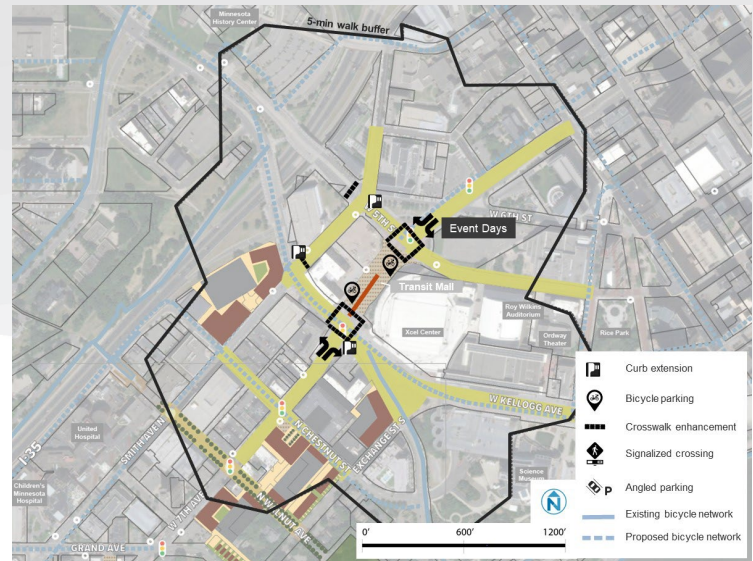 Minnesota
History Center
5-min walk buffer
W 5TH S
W 6TH ST.
Event Days
Transit Mall
Roy Wilkins
Auditorium
Rice Park
Xcel Center
Ordway
Theater
W KELLOGG AVE
United
Hospital
SMITH AVE N
N CHESTNUT ST
EXCHANGE ST S
I-35
Children's
Minnesota
Hospital
W 7TH AVE
N WALNUT AVE
GRAND AVE
Science
Museum
N
0'
600'
1200'
Curb extension
Bicycle parking
Crosswalk enhancement
Signalized crossing
P
Angled parking
Existing bicycle network
Proposed bicycle network